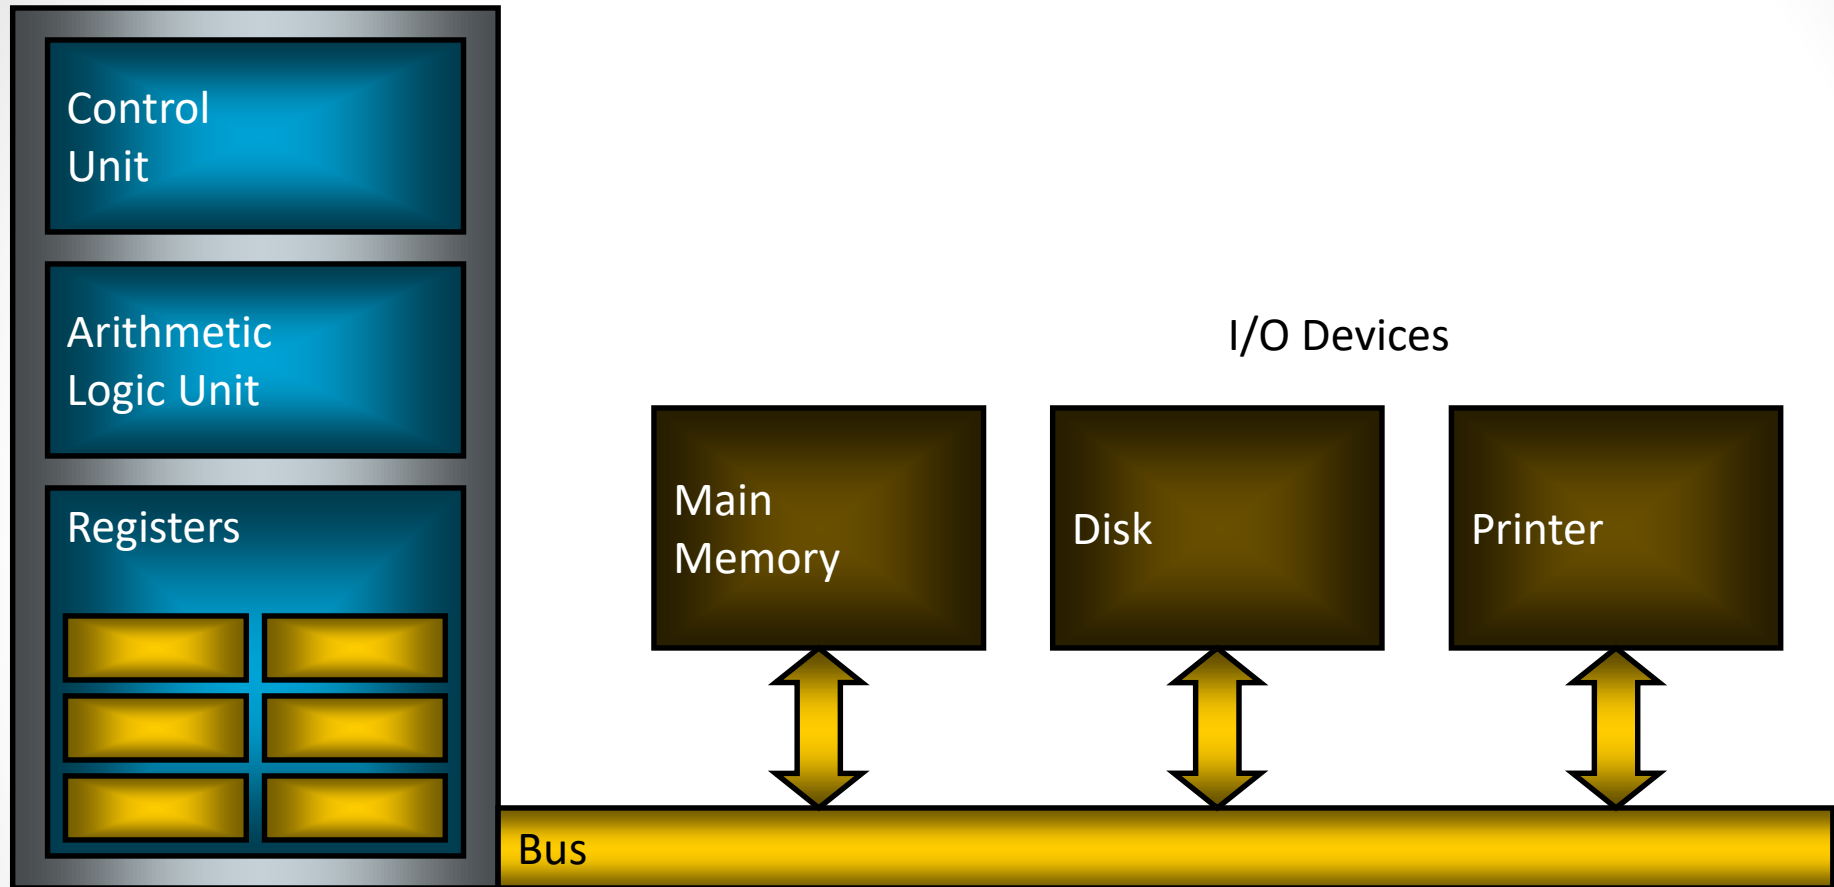 Control
Unit
Arithmetic
Logic Unit
Registers
I/O Devices
Main
Memory
Disk
Printer
Bus